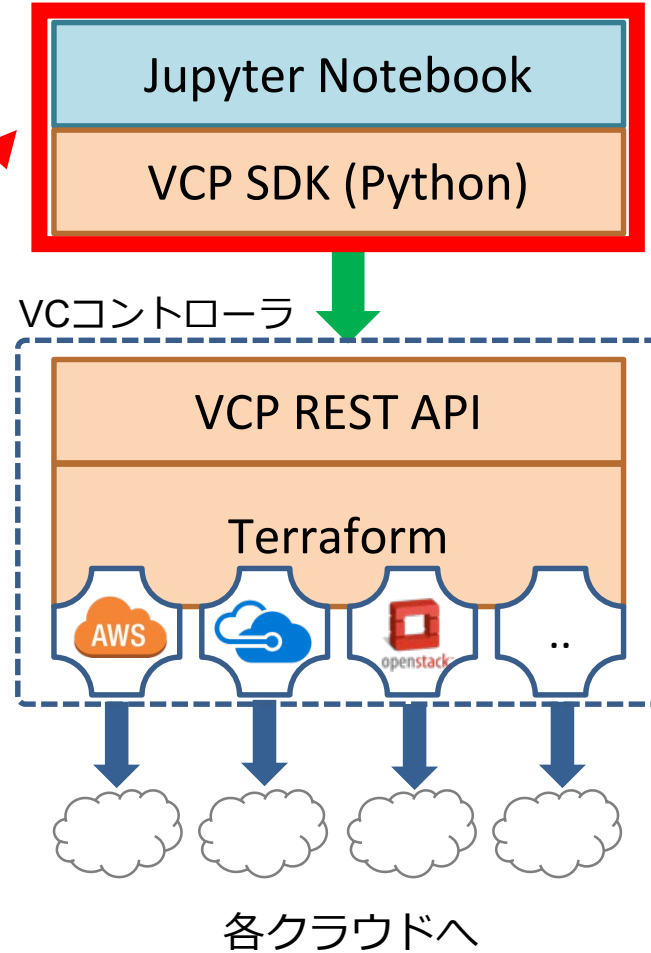 Jupyter Notebook
VCP SDK (Python)
VCコントローラ
VCP REST API
Terraform
AWS
openstack
..
各クラウドへ